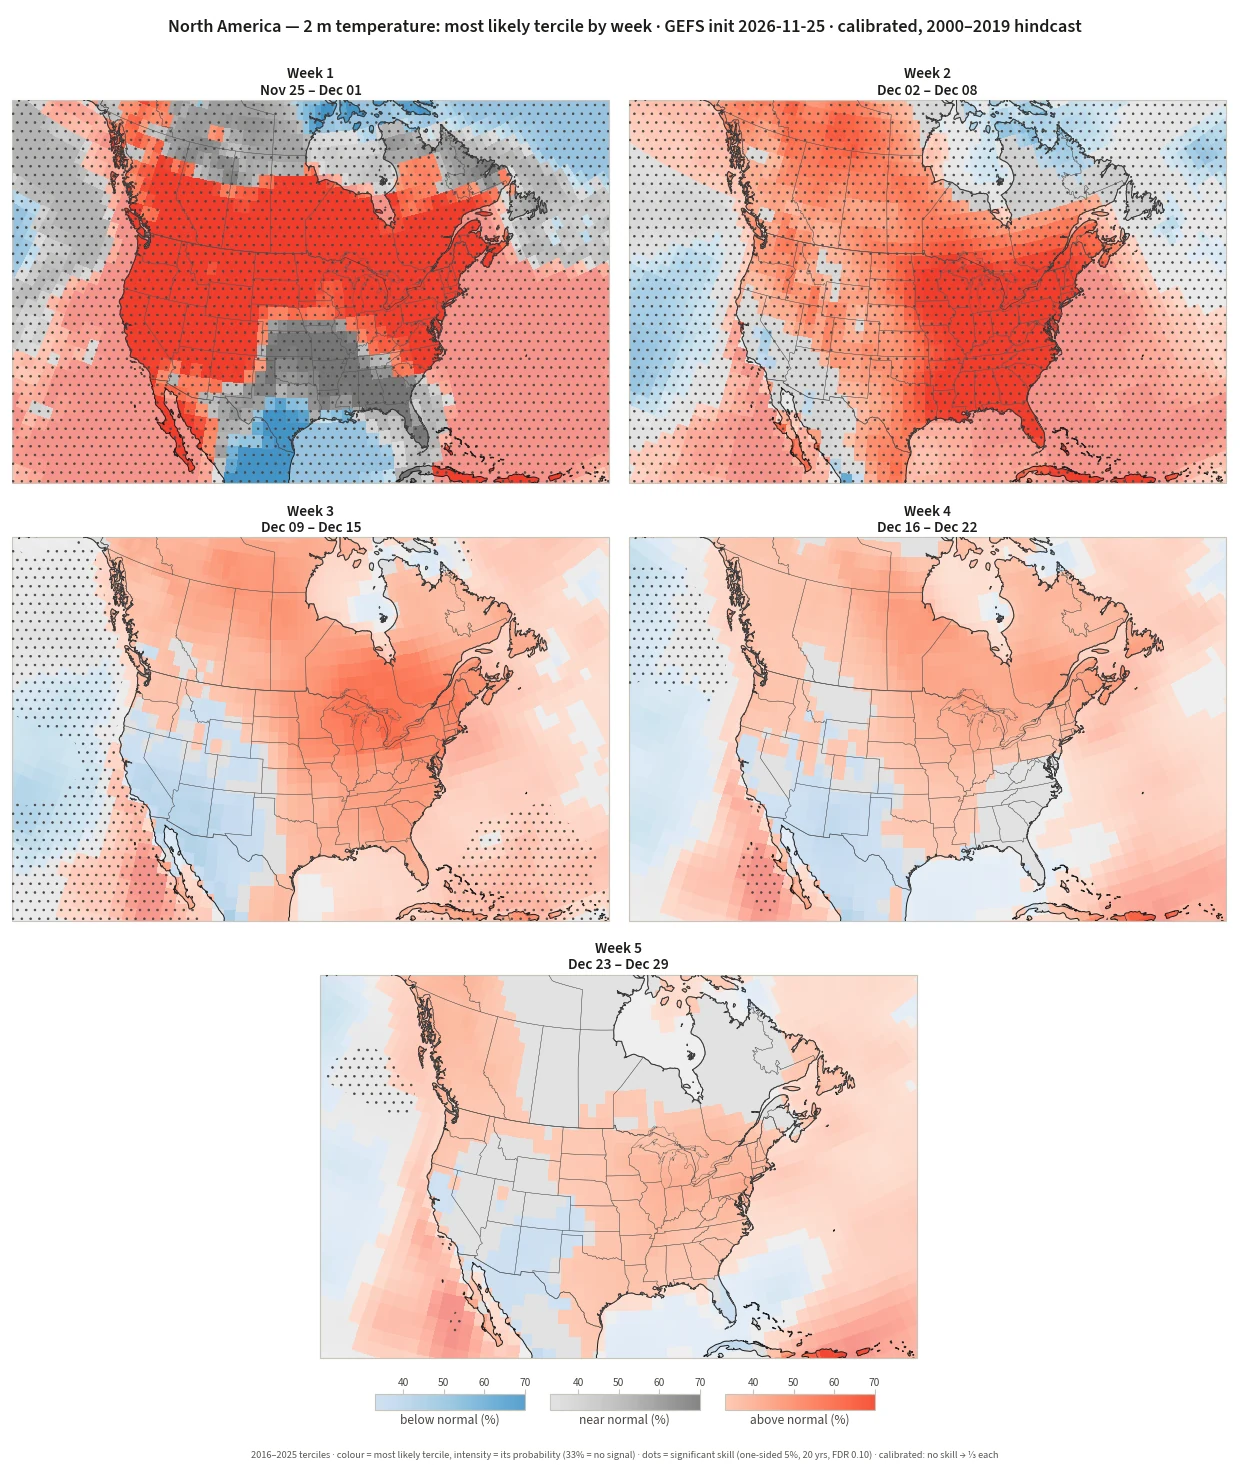 North America — 2 m temperature: most likely tercile by week · GEFS init 2026-11-25 · calibrated, 2000–2019 hindcast
Week 1
Nov 25 – Dec 01
Week 2
Dec 02 – Dec 08
Week 3
Dec 09 – Dec 15
Week 4
Dec 16 – Dec 22
Week 5
Dec 23 – Dec 29
40 50 60 70
below normal (%)
40 50 60 70
near normal (%)
40 50 60 70
above normal (%)
2016–2025 terciles · colour = most likely tercile, intensity = its probability (33% = no signal) · dots = significant skill (one-sided 5%, 20 yrs, FDR 0.10) · calibrated: no skill → ⅓ each